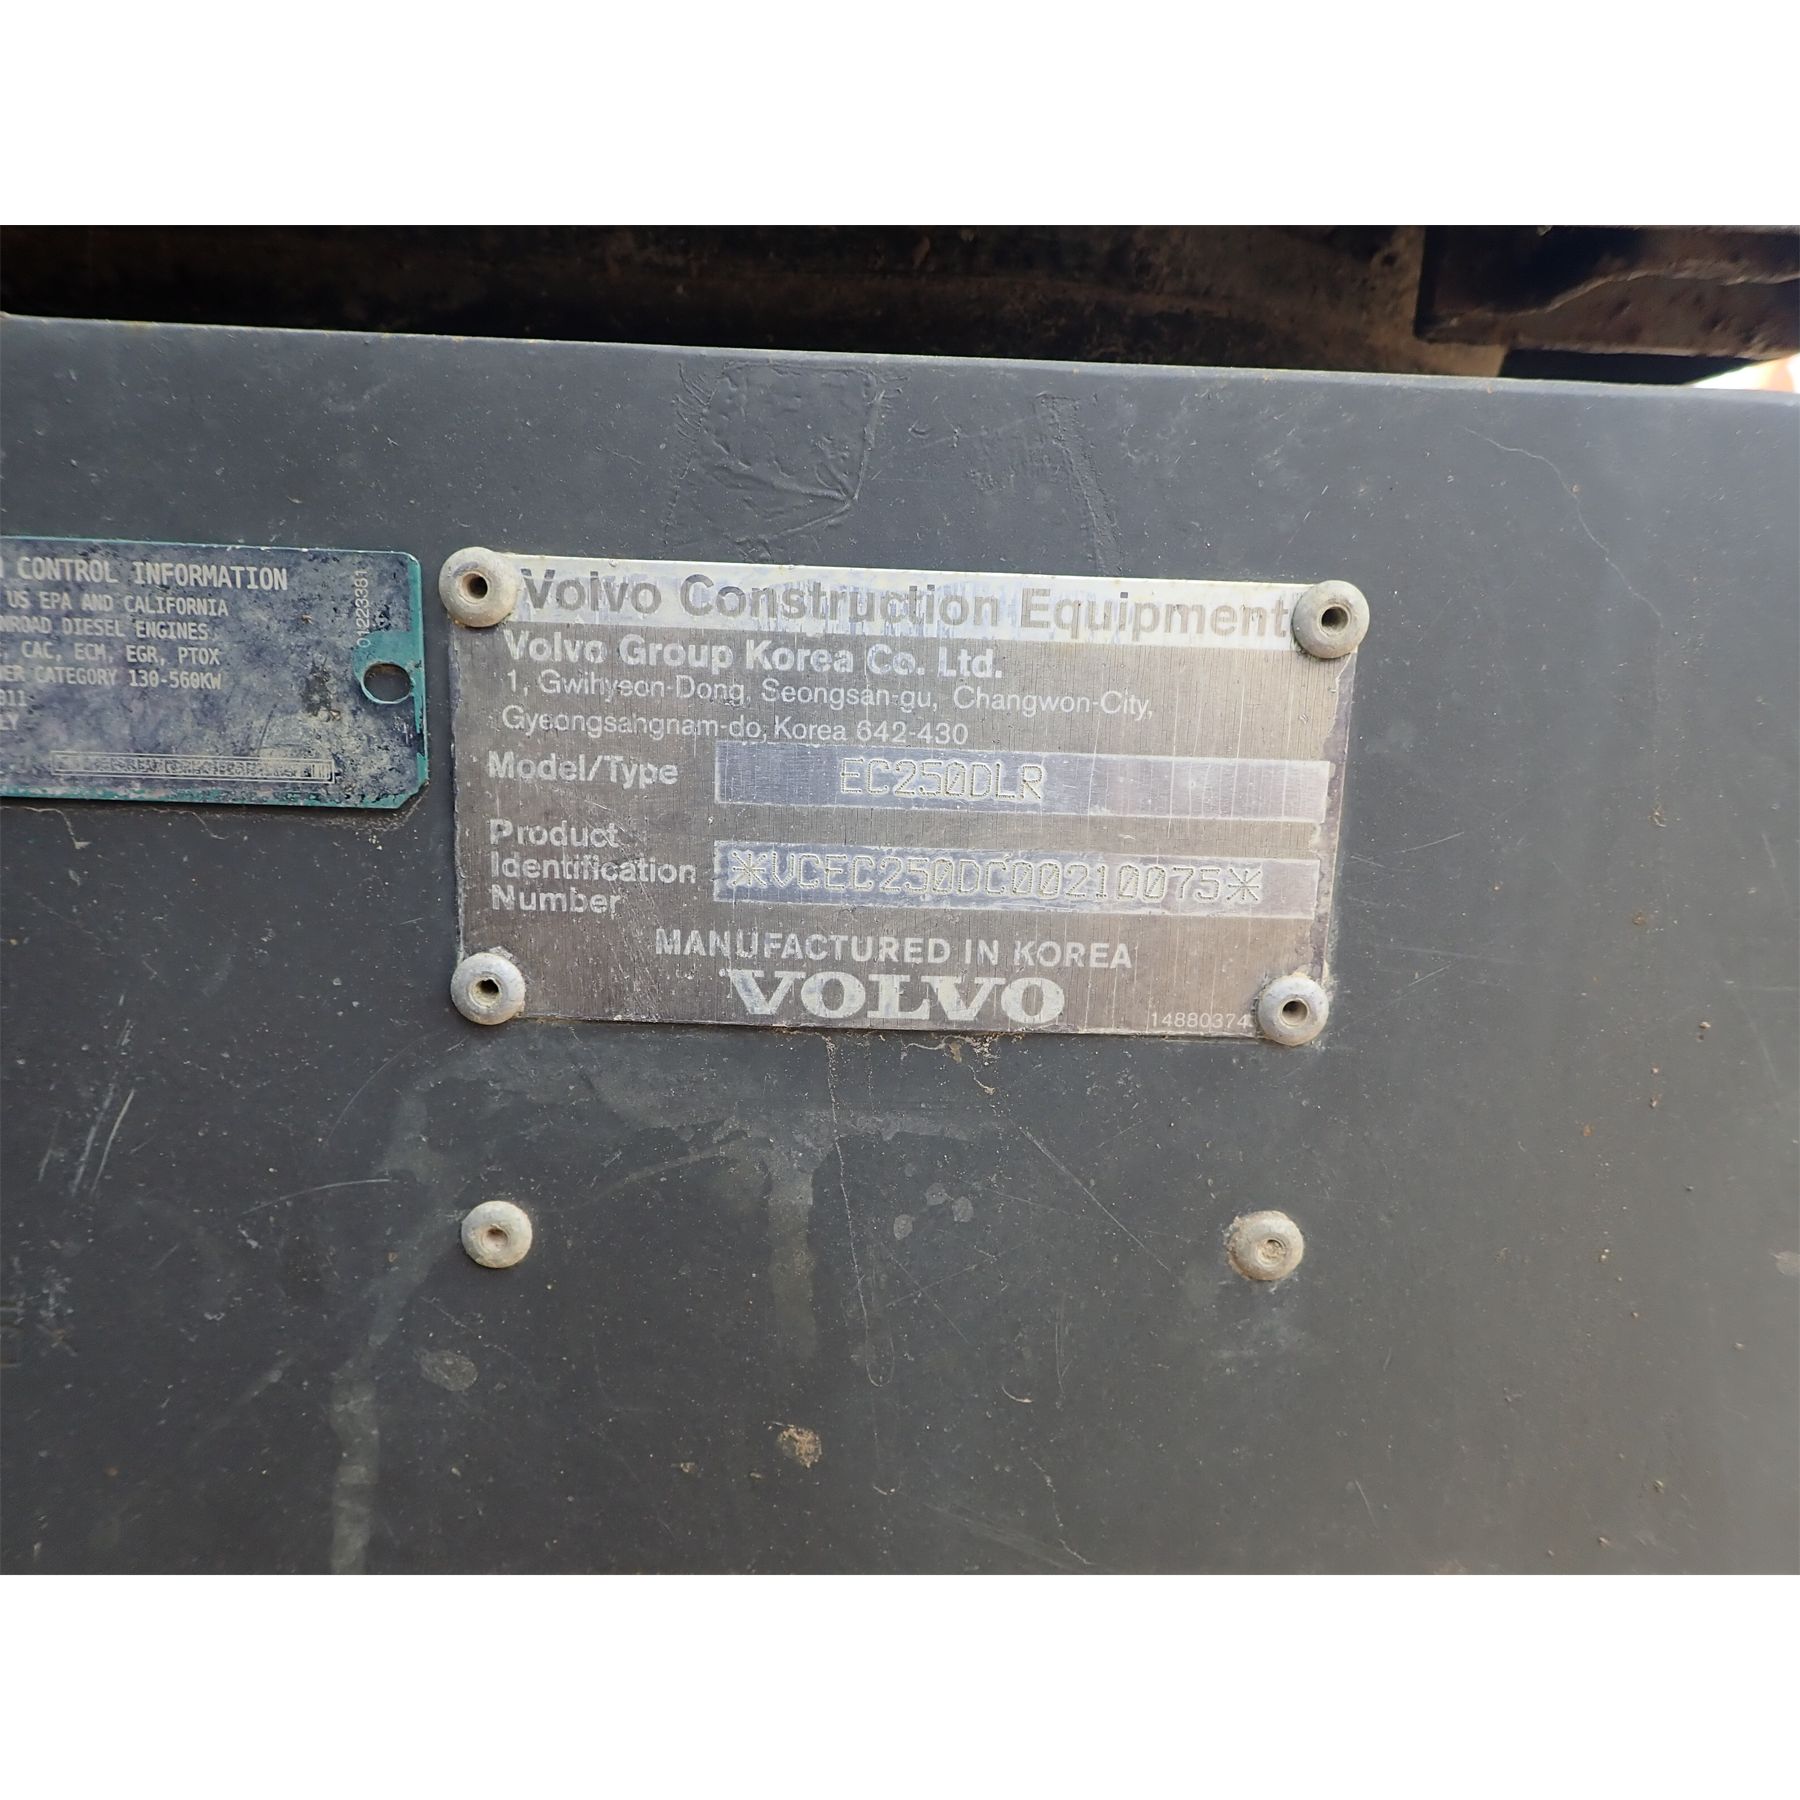 CONTROL INFORMATION
US EPA AND CALIFORNIA
DIESEL ENGINES
CAC, ECM, EGR, PTOX
CATEGORY 130-560KW
01223381
Volvo Construction Equipment
Volvo Group Korea Co. Ltd.
1, Gwihyeon-Dong, Seongsan-gu, Changwon-City,
Gyeongsangnam-do, Korea 642-430
Model/Type EC250DLR
Product
Identification *VCEC250DC00210075*
Number
MANUFACTURED IN KOREA
VOLVO
14880374